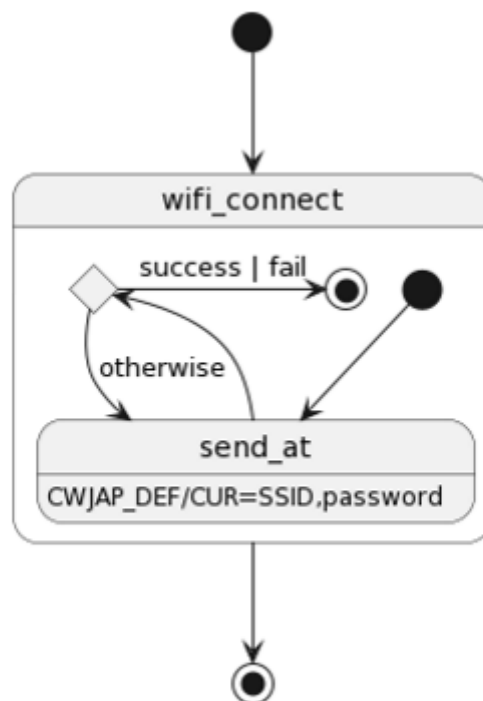 wifi_connect
success | fail
otherwise
send_at
CWJAP_DEF/CUR=SSID,password